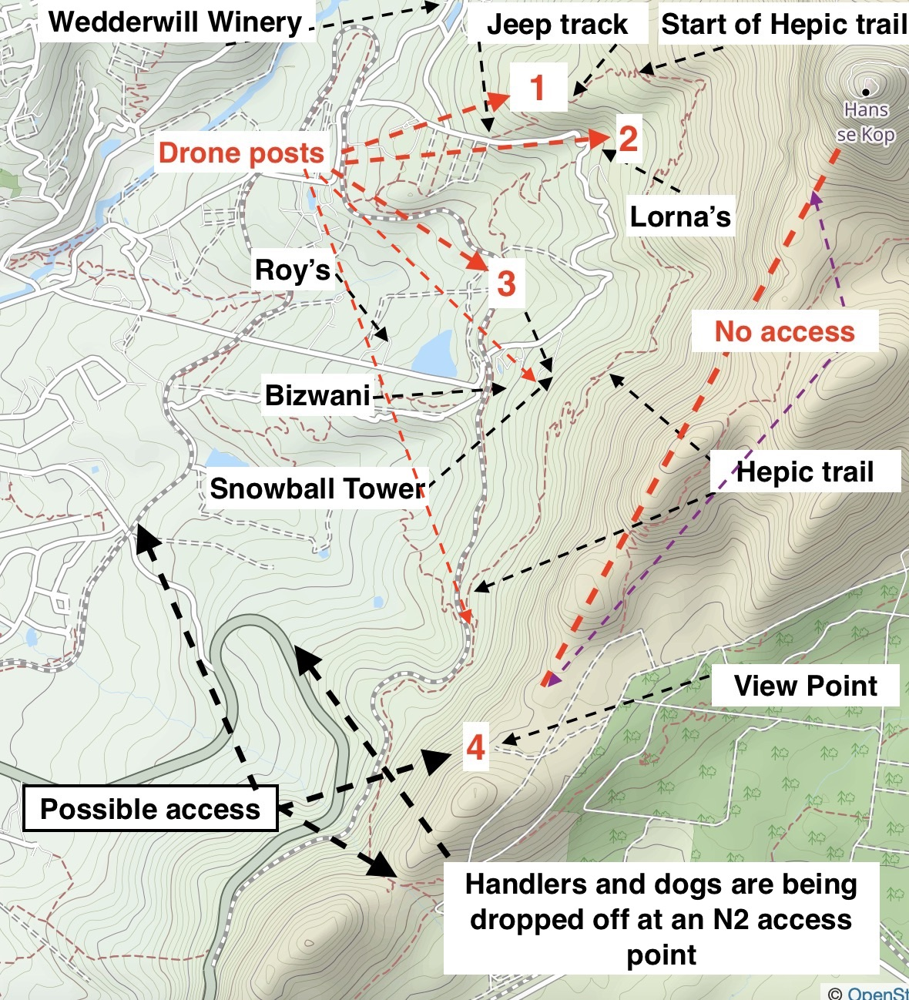 Wedderwill Winery
Jeep track
Start of Hepic trail
1
Hans
se Kop
2
Drone posts
Lorna's
Roy's
3
No access
Bizwani
Hepic trail
Snowball Tower
View Point
4
Possible access
Handlers and dogs are being
dropped off at an N2 access
point
© OpenSt